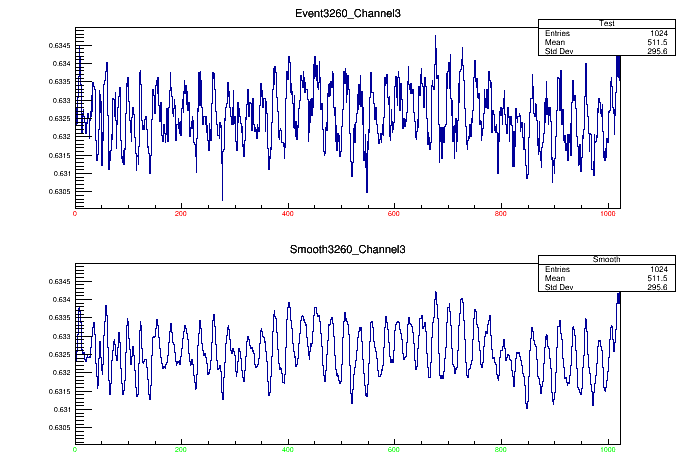 Event3260_Channel3
Test
Entries 1024
Mean 511.5
Std Dev 295.6
0.6345
0.634
0.6335
0.633
0.6325
0.632
0.6315
0.631
0.6305
0 200 400 600 800 1000
Smooth3260_Channel3
Smooth
Entries 1024
Mean 511.5
Std Dev 295.6
0.6345
0.634
0.6335
0.633
0.6325
0.632
0.6315
0.631
0.6305
0 200 400 600 800 1000